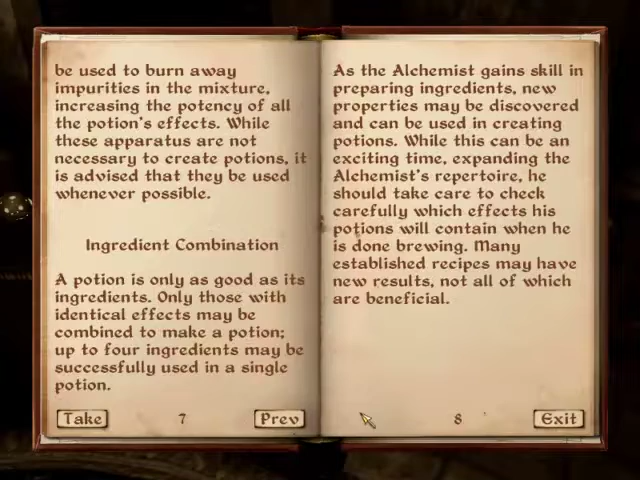 be used to burn away
impurities in the mixture,
increasing the potency of all
the potion's effects. While
these apparatus are not
necessary to create potions, it
is advised that they be used
whenever possible.
Ingredient Combination
A potion is only as good as its
ingredients. Only those with
identical effects may be
combined to make a potion;
up to four ingredients may be
successfully used in a single
potion.
Take
7
Prev
As the Alchemist gains skill in
preparing ingredients, new
properties may be discovered
and can be used in creating
potions. While this can be an
exciting time, expanding the
Alchemist's repertoire, he
should take care to check
carefully which effects his
potions will contain when he
is done brewing. Many
established recipes may have
new results, not all of which
are beneficial.
8
Exit